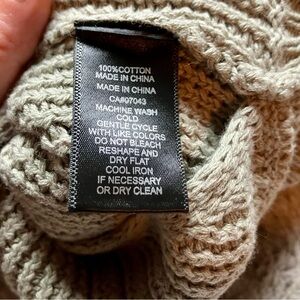 100%COTTON
MADE IN CHINA
MADE IN CHINA
CA#07043
MACHINE WASH
COLD
GENTLE CYCLE
WITH LIKE COLORS
DO NOT BLEACH
RESHAPE AND
DRY FLAT
COOL IRON
IF NECESSARY
OR DRY CLEAN